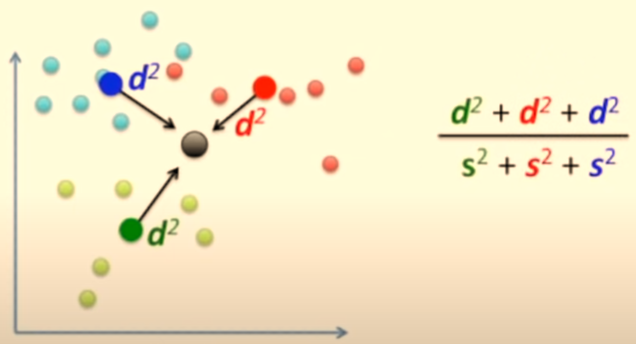 d²
d²
d²
d² + d² + d²
s² + s² + s²